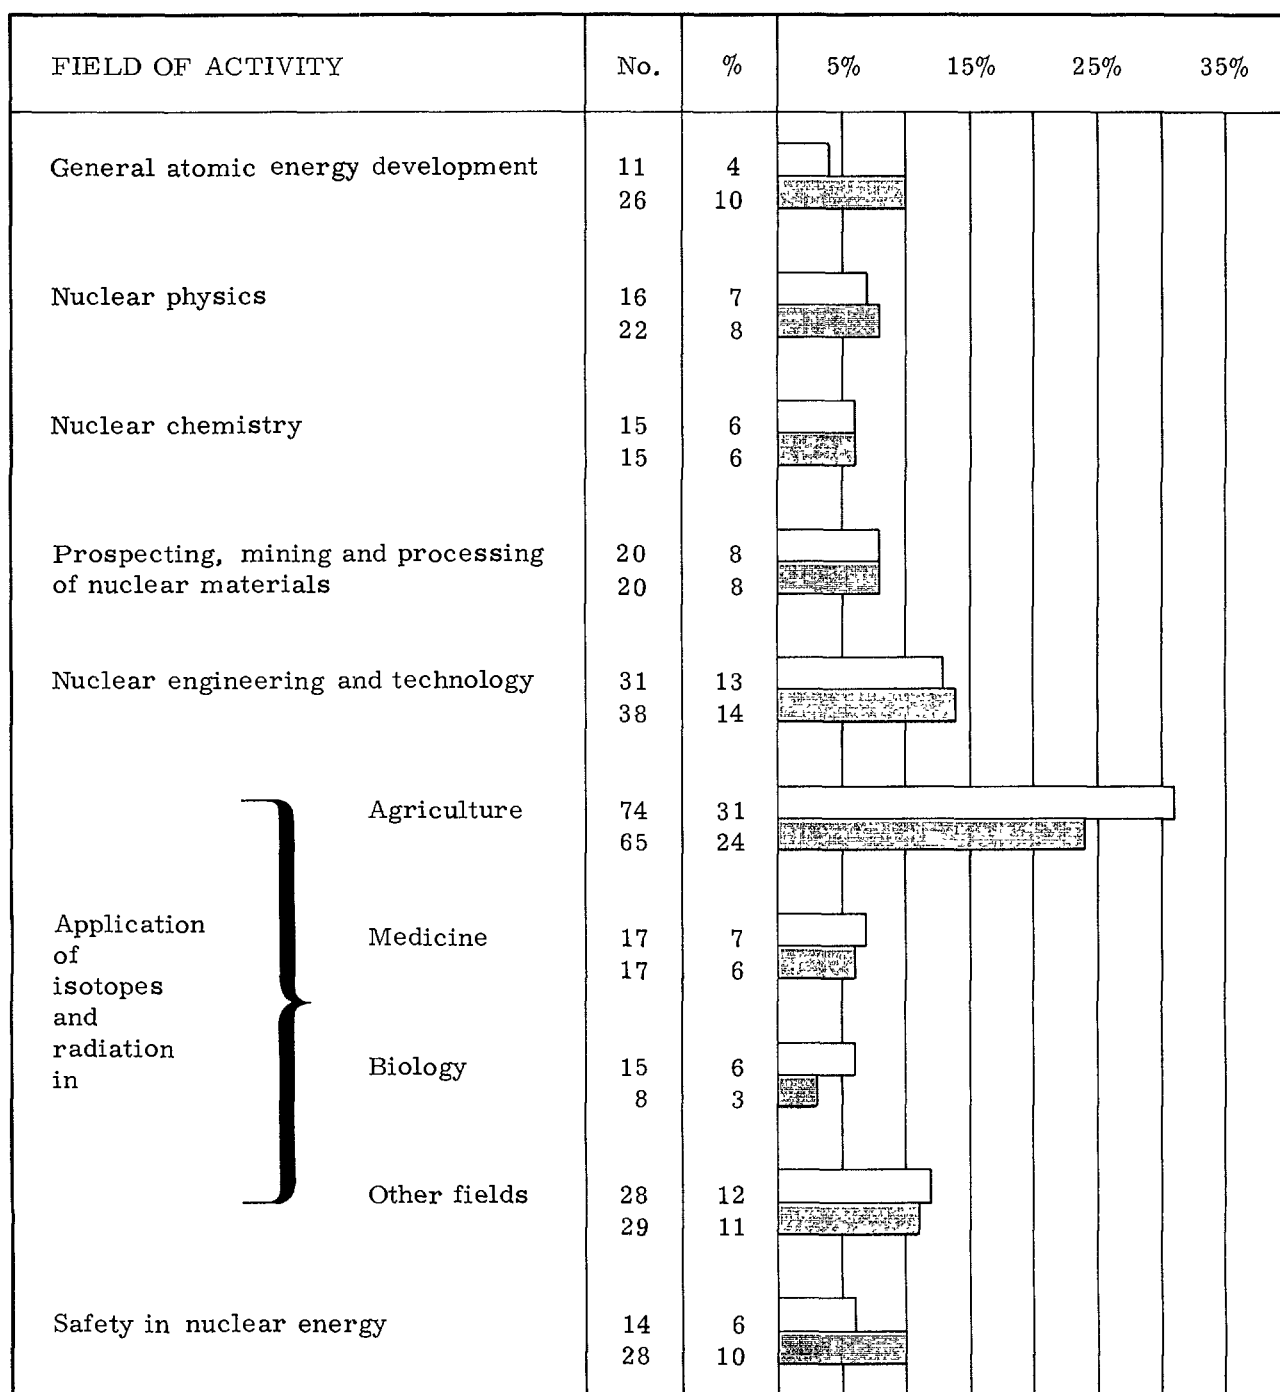 FIELD OF ACTIVITY No. % 5% 15% 25% 35%
General atomic energy development 11 4
26 10
Nuclear physics 16 7
22 8
Nuclear chemistry 15 6
15 6
Prospecting, mining and processing 20 8
of nuclear materials 20 8
Nuclear engineering and technology 31 13
38 14
Agriculture 74 31
65 24
Application
of
isotopes
and
radiation
in
Medicine 17 7
17 6
Biology 15 6
8 3
Other fields 28 12
29 11
Safety in nuclear energy 14 6
28 10